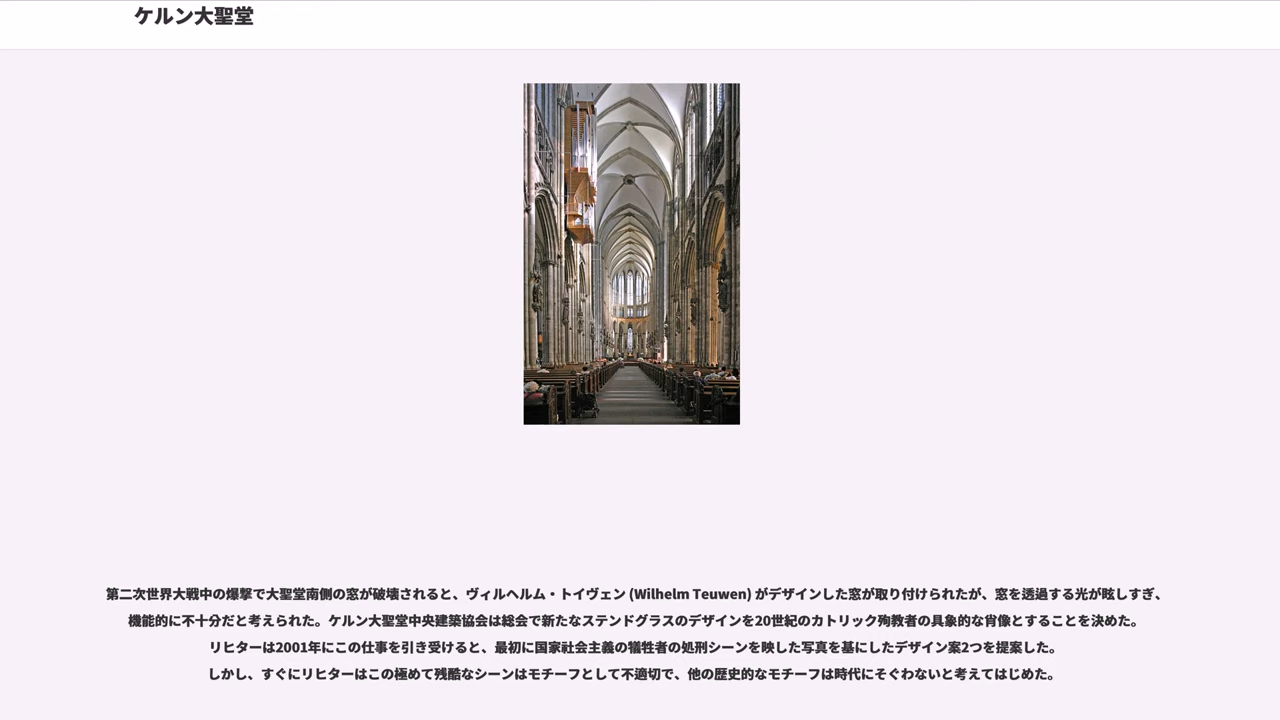 ケルン大聖堂
第二次世界大戦中の爆撃で大聖堂南側の窓が破壊されると、ヴィルヘルム・トイヴェン (Wilhelm Teuwen) がデザインした窓が取り付けられたが、窓を透過する光が眩しすぎ、
機能的に不十分だと考えられた。ケルン大聖堂中央建築協会は総会で新たなステンドグラスのデザインを20世紀のカトリック殉教者の具象的な肖像とすることを決めた。
リヒターは2001年にこの仕事を引き受けると、最初に国家社会主義の犠牲者の処刑シーンを映した写真を基にしたデザイン案2つを提案した。
しかし、すぐにリヒターはこの極めて残酷なシーンはモチーフとして不適切で、他の歴史的なモチーフは時代にそぐわないと考えてはじめた。